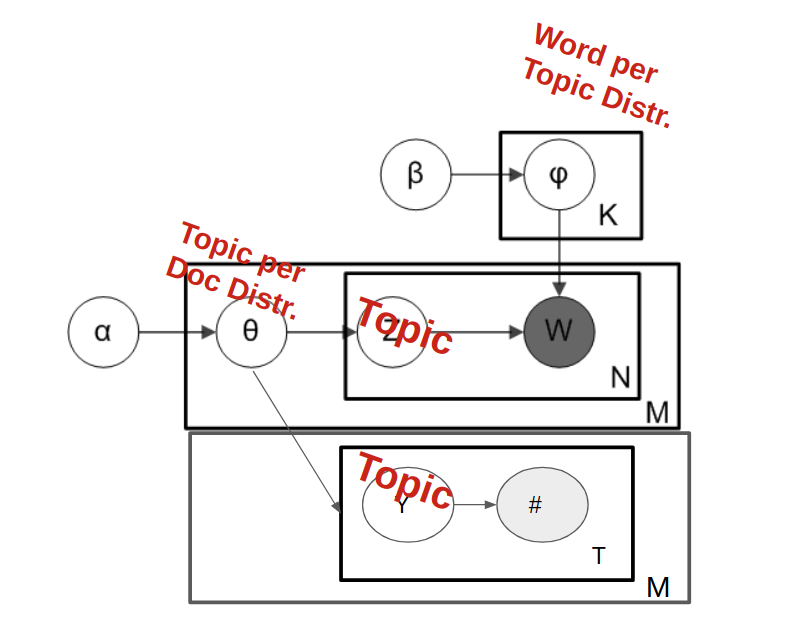 Word per
Topic Distr.
β
φ
K
Topic per
Doc Distr.
α
θ
Z
Topic
W
N
M
Topic
Y
#
T
M